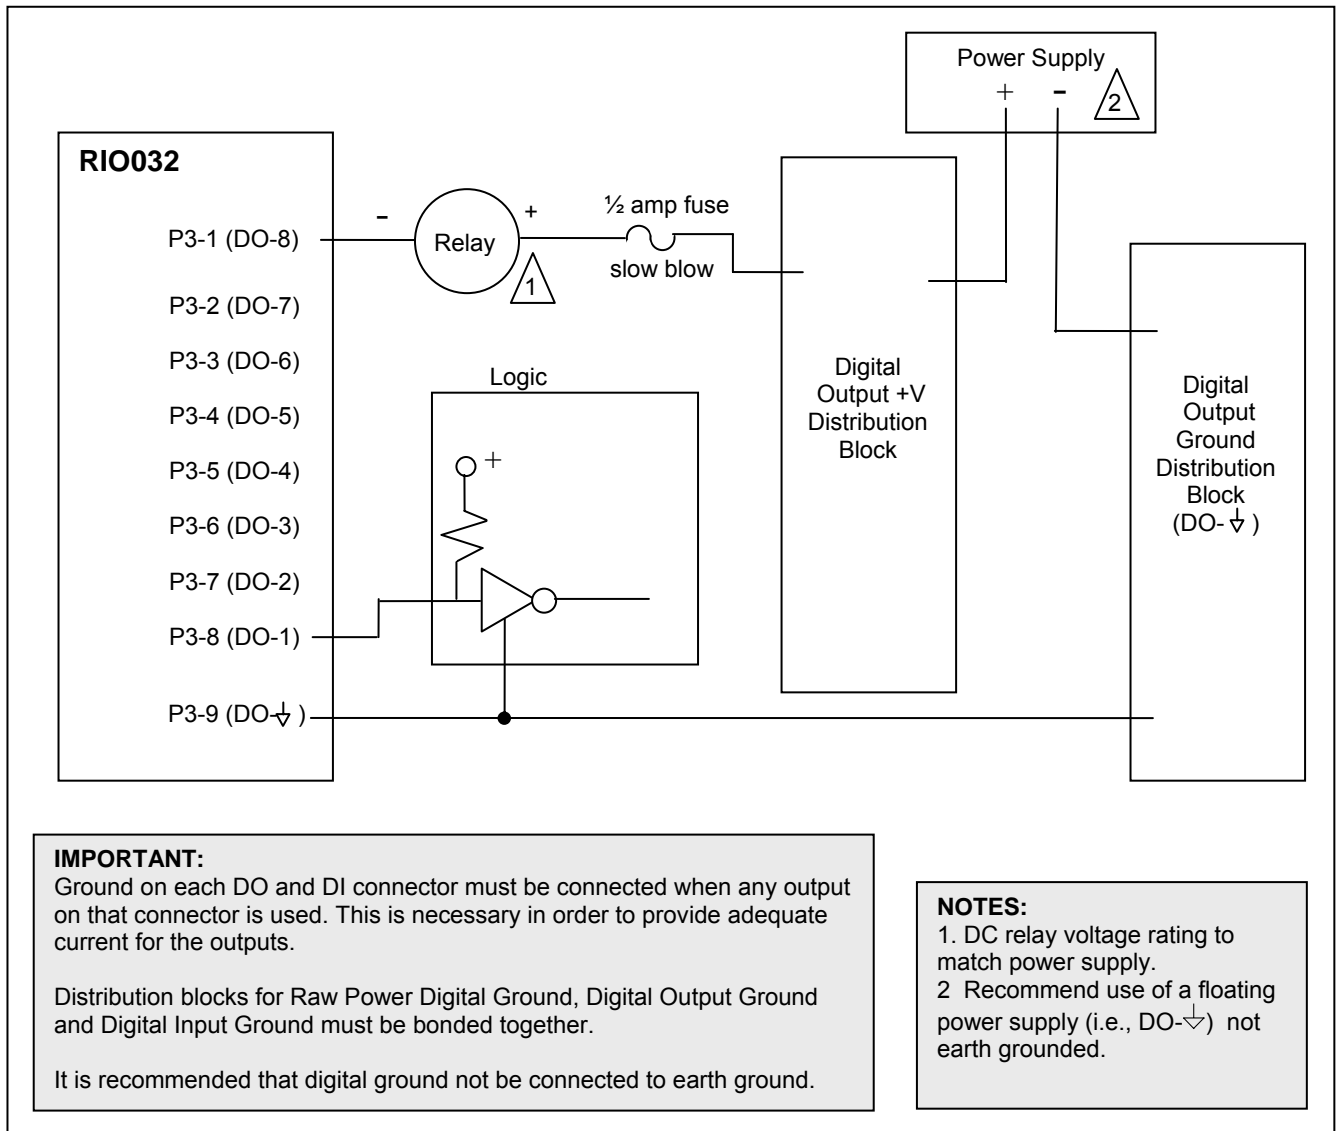 Power Supply
+ -
2
RIO032
P3-1 (DO-8)
-
Relay
+
1
½ amp fuse
slow blow
P3-2 (DO-7)
P3-3 (DO-6)
P3-4 (DO-5)
P3-5 (DO-4)
P3-6 (DO-3)
P3-7 (DO-2)
P3-8 (DO-1)
P3-9 (DO-⏚)
Logic
+
Digital
Output +V
Distribution
Block
Digital
Output
Ground
Distribution
Block
(DO-⏚)
IMPORTANT:
Ground on each DO and DI connector must be connected when any output
on that connector is used. This is necessary in order to provide adequate
current for the outputs.
Distribution blocks for Raw Power Digital Ground, Digital Output Ground
and Digital Input Ground must be bonded together.
It is recommended that digital ground not be connected to earth ground.
NOTES:
1. DC relay voltage rating to
match power supply.
2 Recommend use of a floating
power supply (i.e., DO-⏚) not
earth grounded.